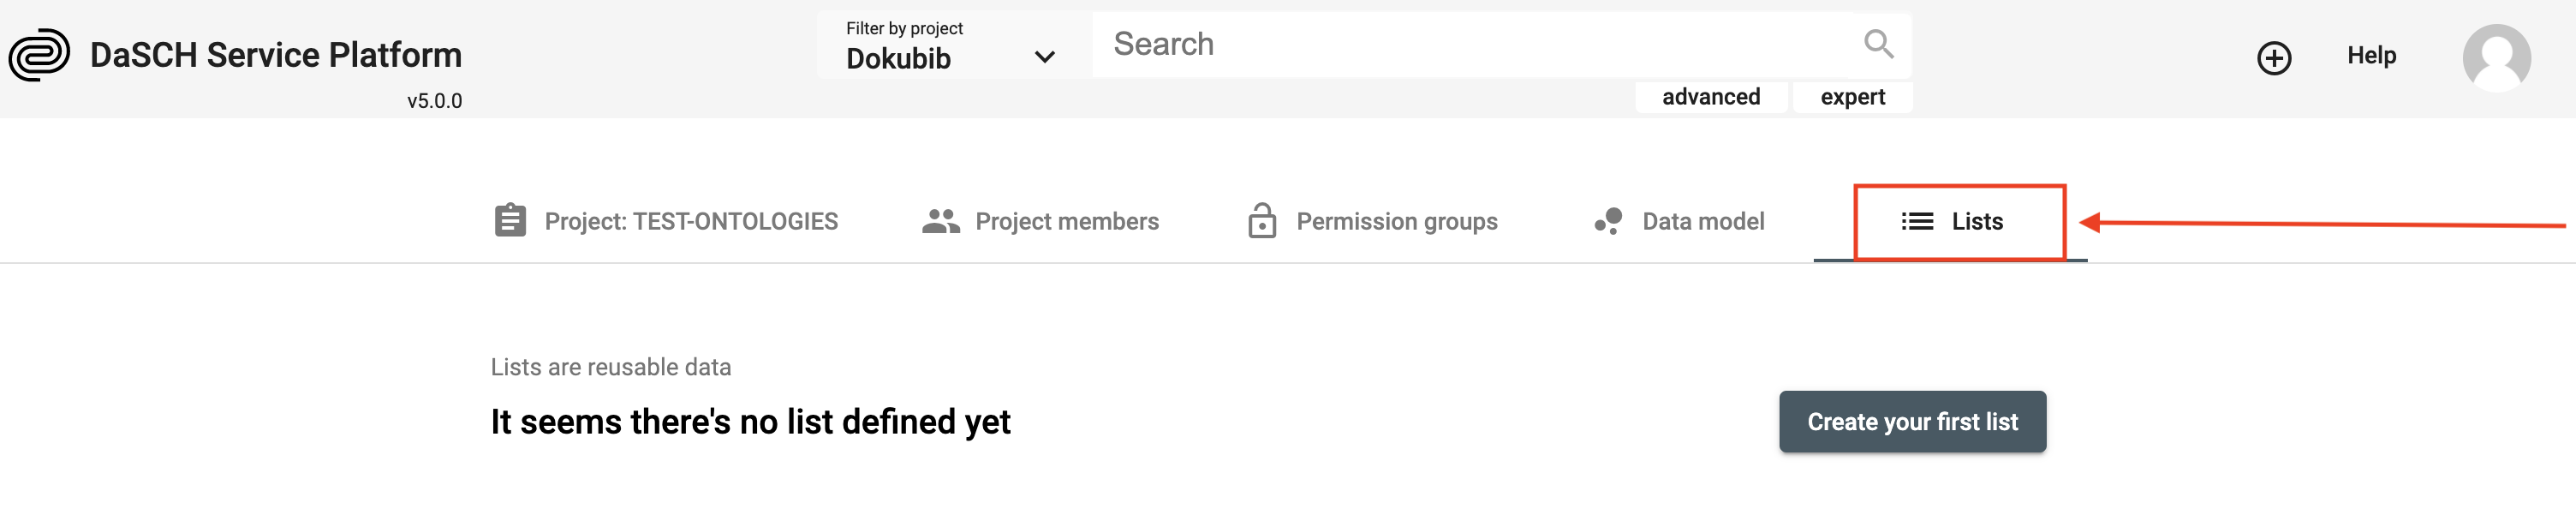 DaSCH Service Platform
v5.0.0
Filter by project
Dokubib
Search
advanced
expert
Help
Project: TEST-ONTOLOGIES
Project members
Permission groups
Data model
Lists
Lists are reusable data
It seems there's no list defined yet
Create your first list